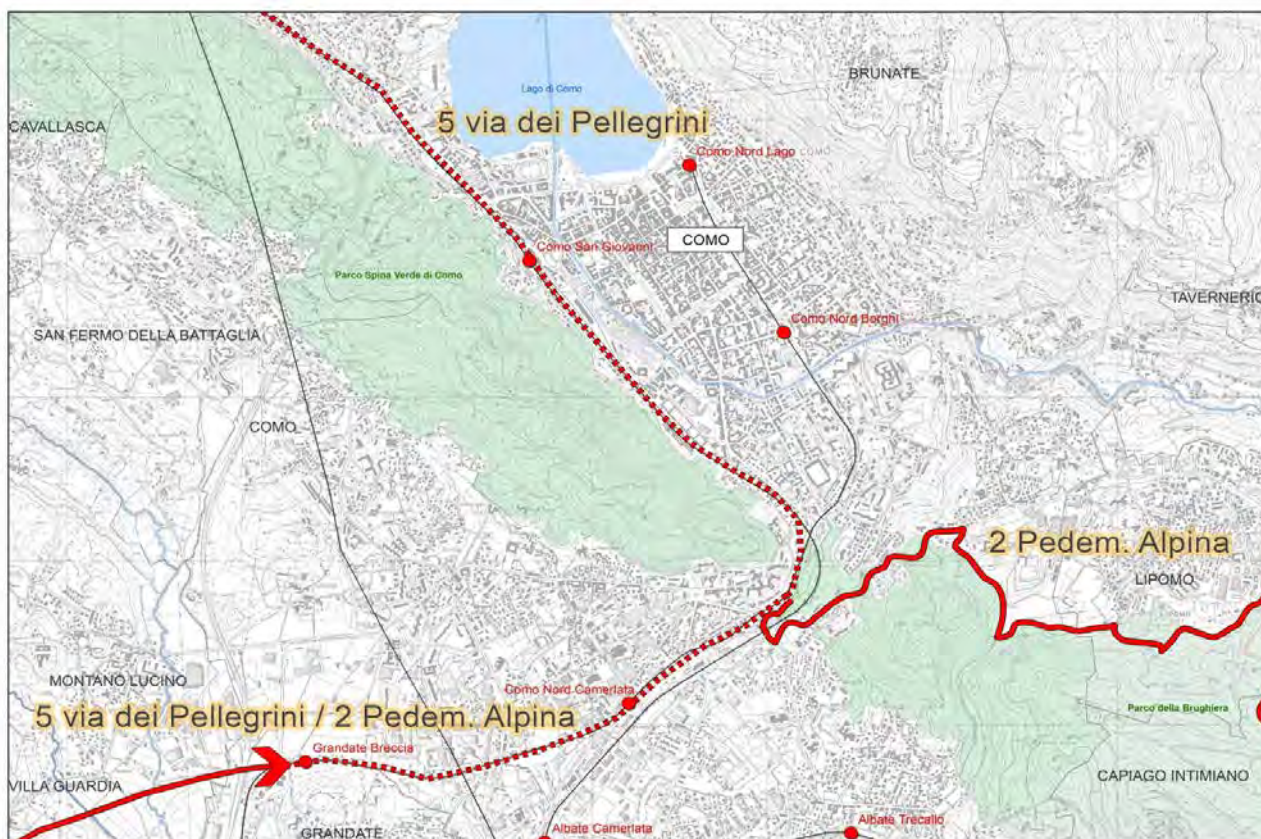 BRUNATE
Lago di Como
5 via dei Pellegrini
CAVALLASCA
Como Nord Lago
COMO
COMO
Como San Giovanni
Parco Spina Verde di Como
TAVERNERIO
Como Nord Borghi
SAN FERMO DELLA BATTAGLIA
COMO
2 Pedem. Alpina
LIPOMO
MONTANO LUCINO
Como Nord Camerlata
5 via dei Pellegrini / 2 Pedem. Alpina
Parco della Brughiera
Grandate Breccia
VILLA GUARDIA
CAPIAGO INTIMIANO
GRANDATE
Albate Camerlata
Albate Trecallo